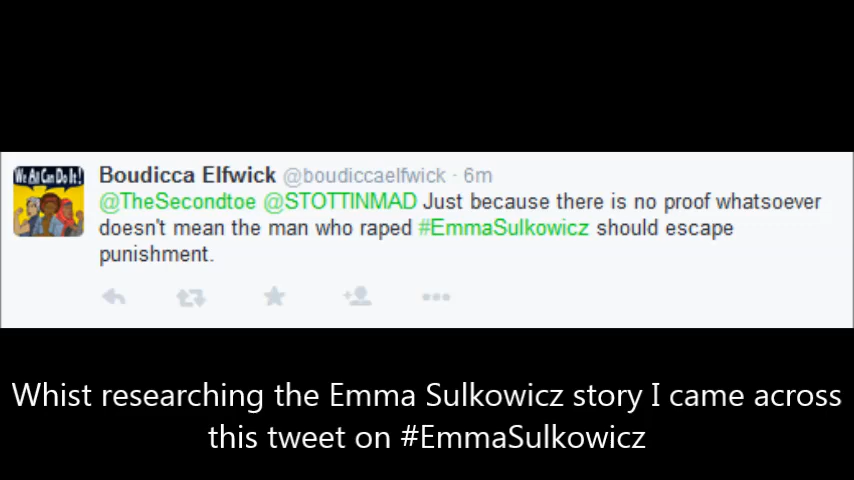 We All Can Do It!
Boudicca Elfwick @boudiccaelfwick · 6m
@TheSecondtoe @STOTTINMAD Just because there is no proof whatsoever
doesn't mean the man who raped #EmmaSulkowicz should escape
punishment.
Whist researching the Emma Sulkowicz story I came across
this tweet on #EmmaSulkowicz